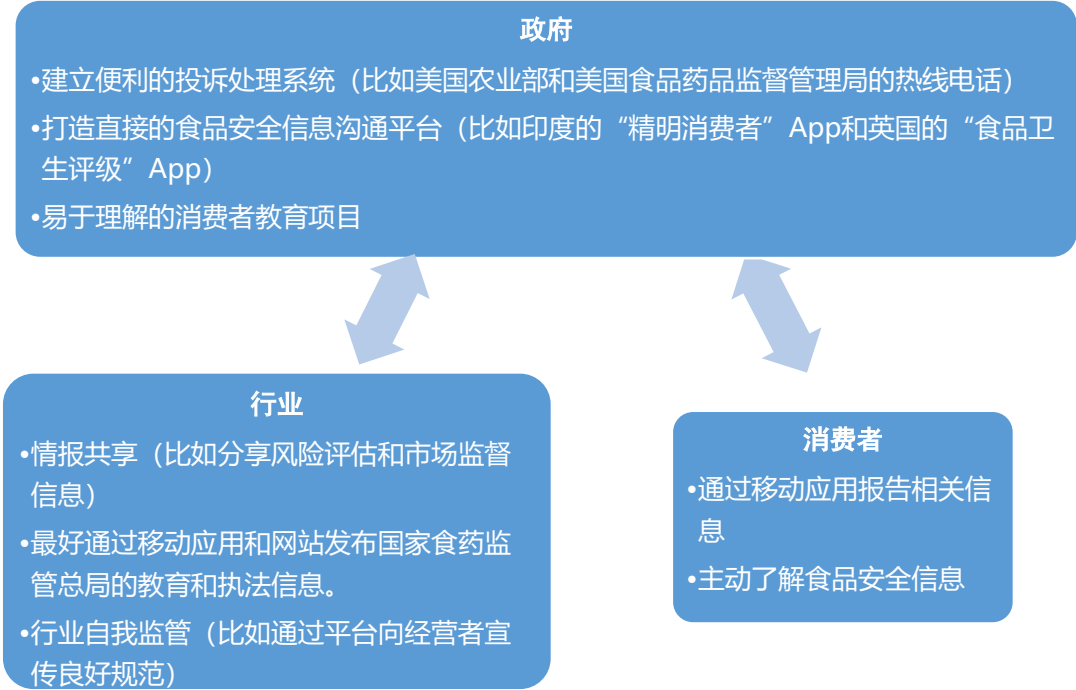 政府
•建立便利的投诉处理系统（比如美国农业部和美国食品药品监督管理局的热线电话）
•打造直接的食品安全信息沟通平台（比如印度的“精明消费者”App和英国的“食品卫
生评级”App）
•易于理解的消费者教育项目
行业
•情报共享（比如分享风险评估和市场监督
信息）
•最好通过移动应用和网站发布国家食药监
管总局的教育和执法信息。
•行业自我监管（比如通过平台向经营者宣
传良好规范）
消费者
•通过移动应用报告相关信
息
•主动了解食品安全信息